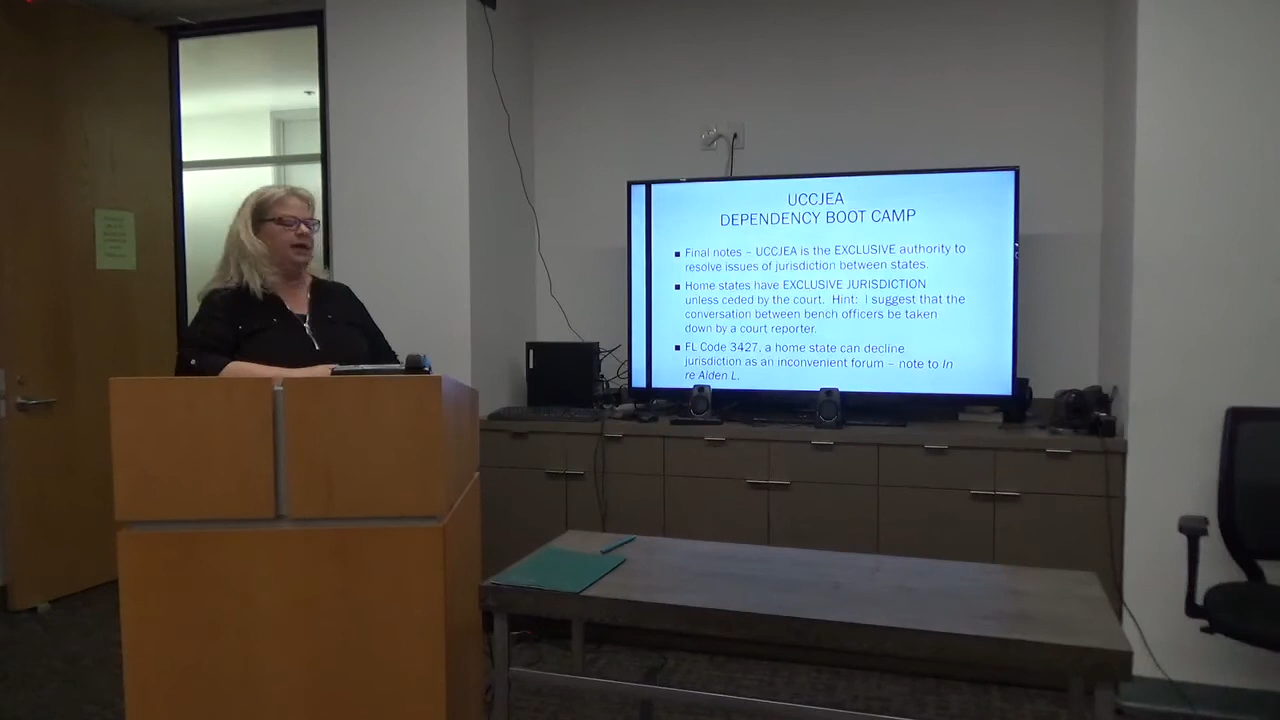 UCCJEA
DEPENDENCY BOOT CAMP
■ Final notes – UCCJEA is the EXCLUSIVE authority to
resolve issues of jurisdiction between states.
■ Home states have EXCLUSIVE JURISDICTION
unless ceded by the court. Hint: I suggest that the
conversation between bench officers be taken
down by a court reporter.
■ FL Code 3427, a home state can decline
jurisdiction as an inconvenient forum – note to In
re Alden L.